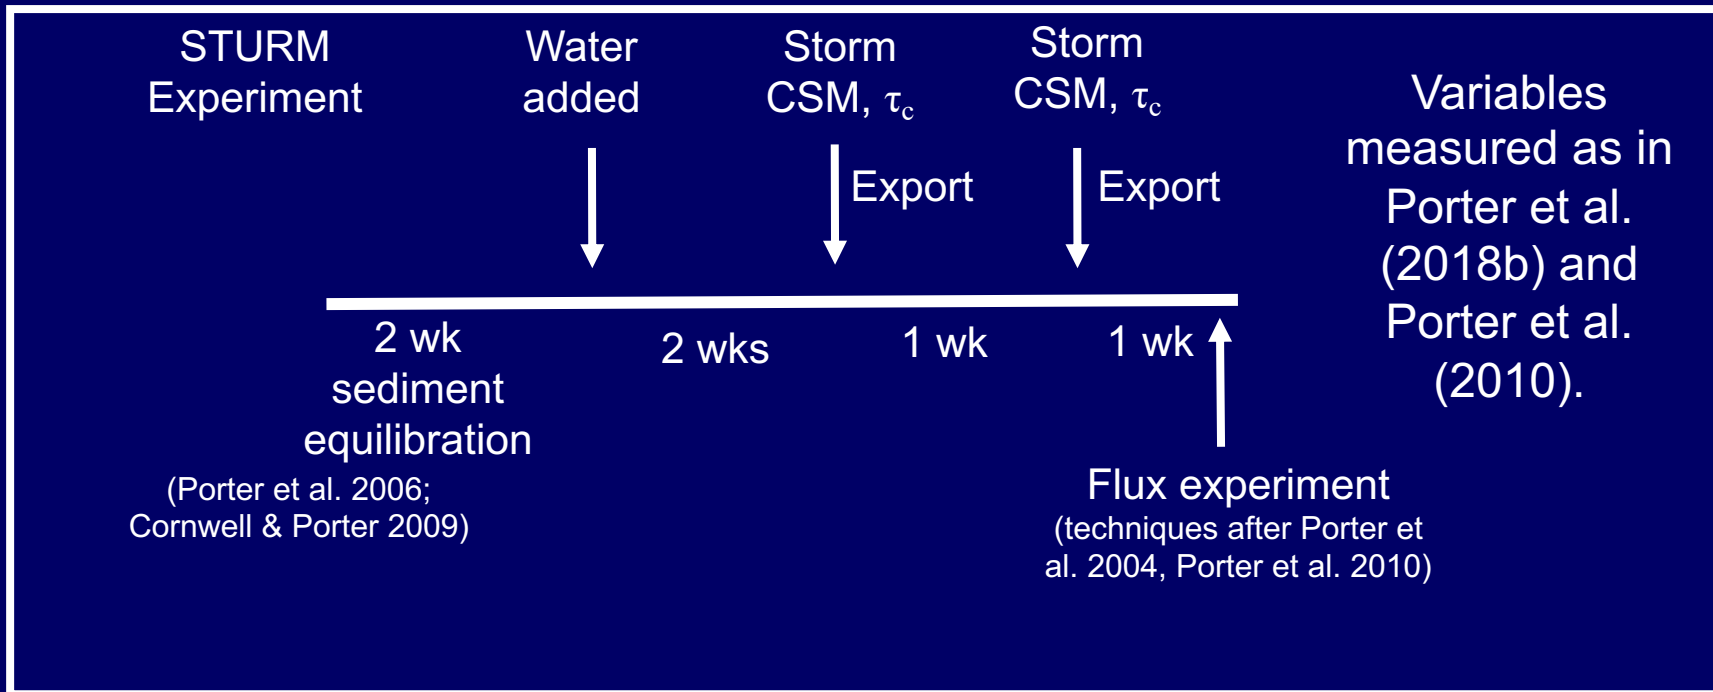 STURM
Experiment
Water
added
Storm
CSM, τc
Storm
CSM, τc
Export
Export
2 wk
sediment
equilibration
(Porter et al. 2006;
Cornwell & Porter 2009)
2 wks
1 wk
1 wk
Flux experiment
(techniques after Porter et
al. 2004, Porter et al. 2010)
Variables
measured as in
Porter et al.
(2018b) and
Porter et al.
(2010).